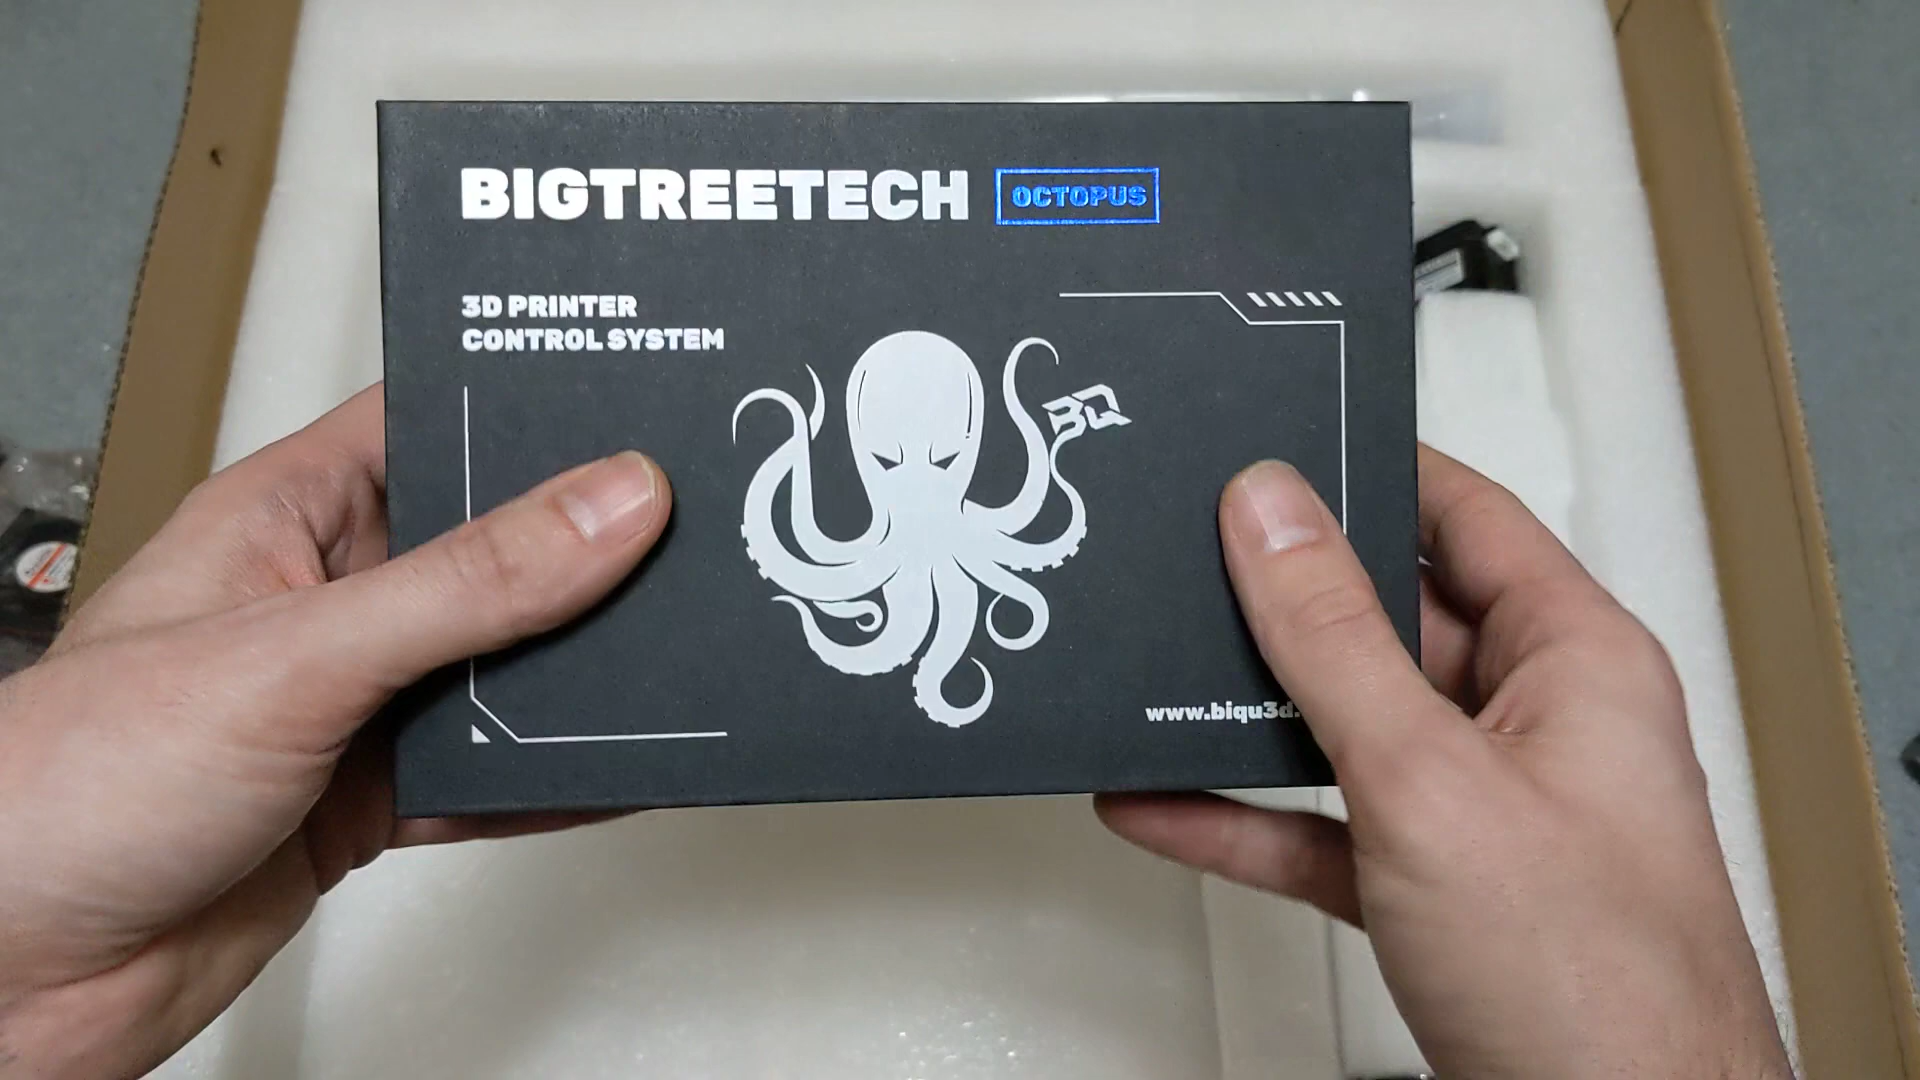 BIGTREETECH OCTOPUS
3D PRINTER
CONTROL SYSTEM
BQ
www.biqu3d.